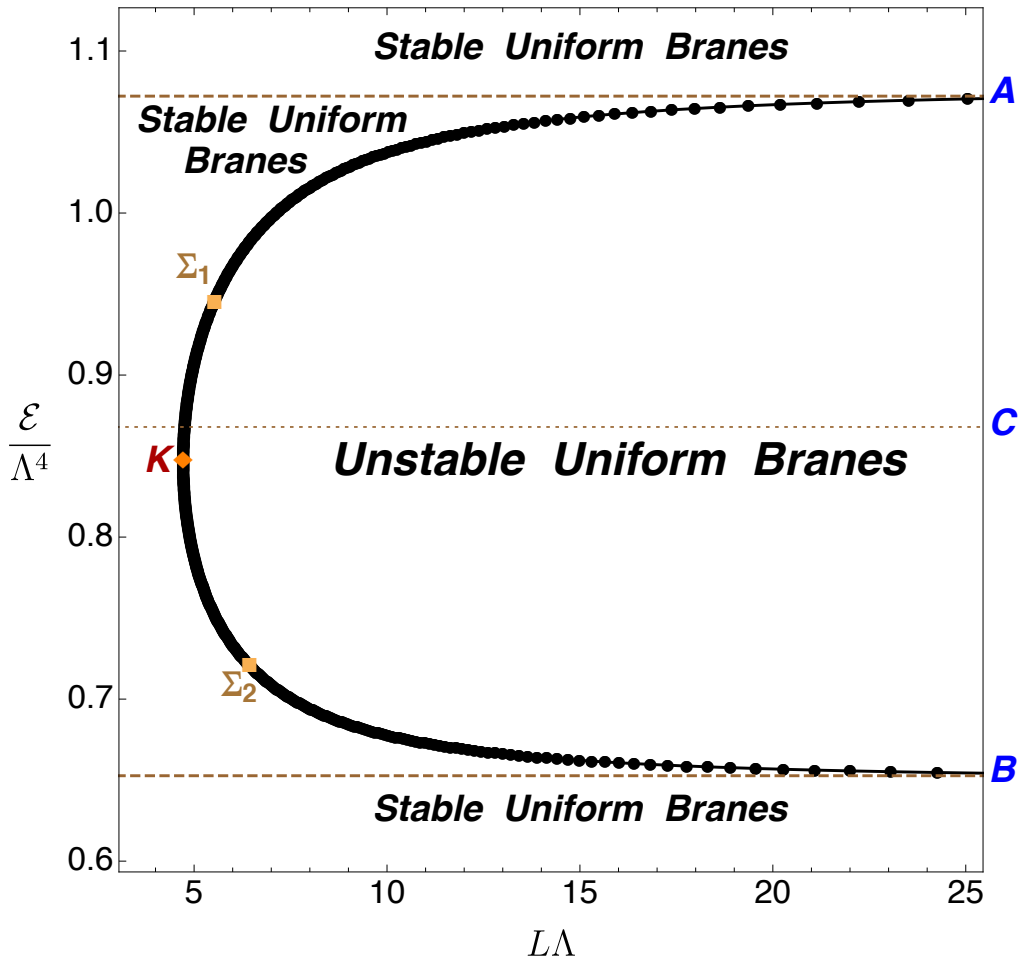 Stable Uniform Branes
1.1
A
Stable Uniform
Branes
1.0
Σ1
0.9
ℰ
Λ⁴
C
K
Unstable Uniform Branes
0.8
Σ2
0.7
B
Stable Uniform Branes
0.6
5 10 15 20 25
LΛ